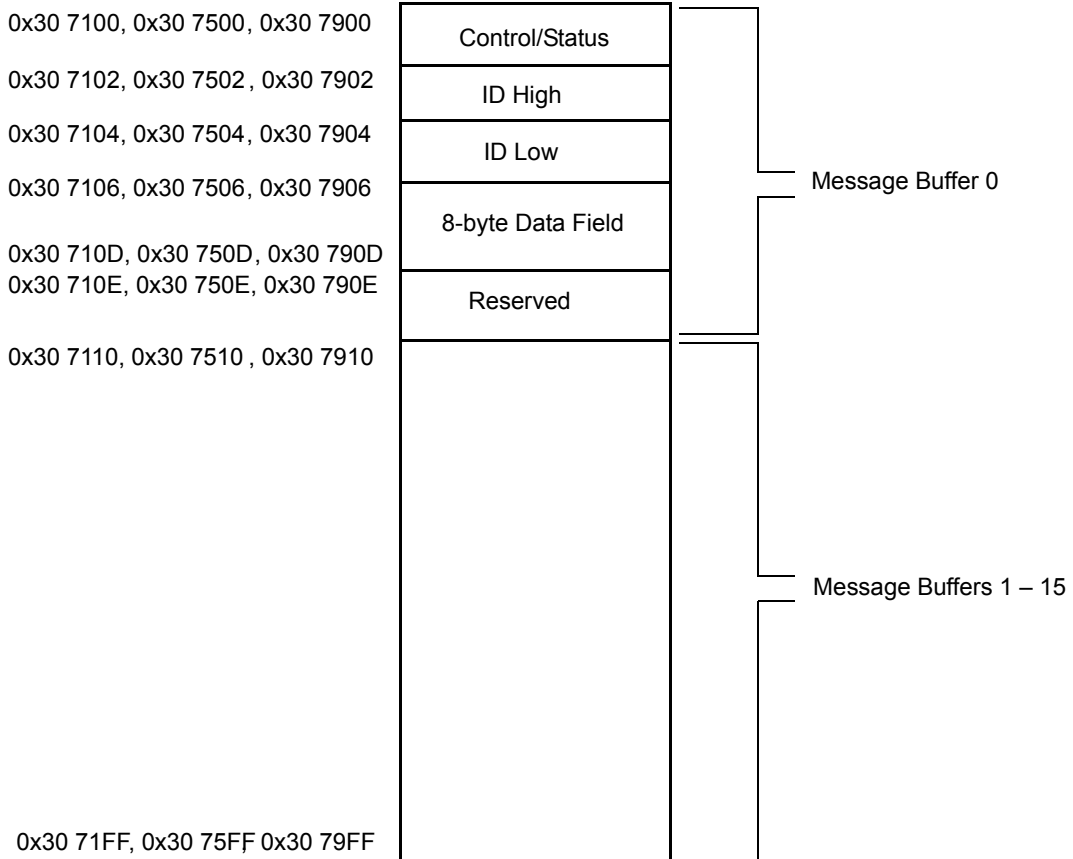 0x30 7100, 0x30 7500, 0x30 7900
Control/Status
0x30 7102, 0x30 7502, 0x30 7902
ID High
0x30 7104, 0x30 7504, 0x30 7904
ID Low
0x30 7106, 0x30 7506, 0x30 7906
Message Buffer 0
8-byte Data Field
0x30 710D, 0x30 750D, 0x30 790D
0x30 710E, 0x30 750E, 0x30 790E
Reserved
0x30 7110, 0x30 7510 , 0x30 7910
Message Buffers 1 – 15
0x30 71FF, 0x30 75FF, 0x30 79FF